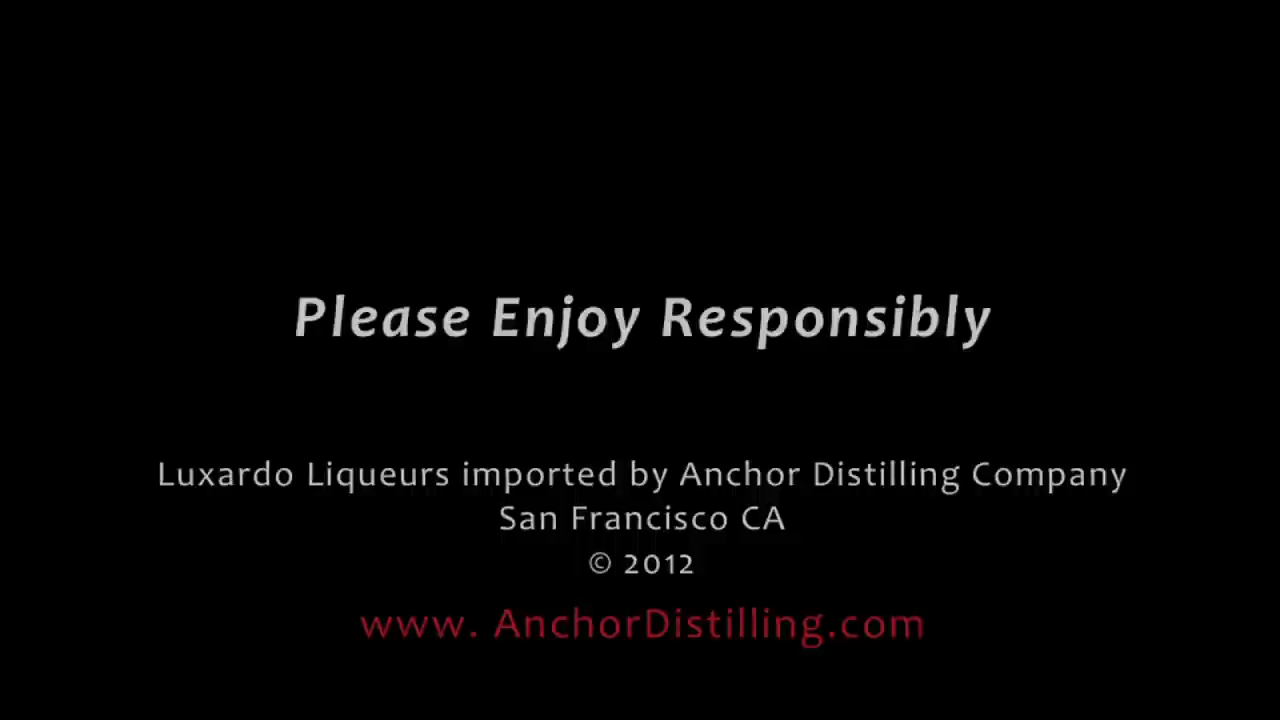 Please Enjoy Responsibly
Luxardo Liqueurs imported by Anchor Distilling Company
San Francisco CA
© 2012
www. AnchorDistilling.com